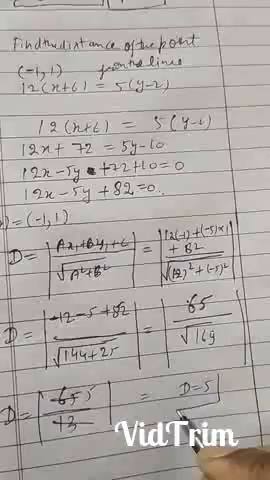 Find the distance of the point
(-1, 1) from the lines
12(x+6) = 5(y-2)
12(x+6) = 5(y-2)
12x + 72 = 5y-10
12x - 5y + 72+10=0
12x - 5y + 82=0.
) = (-1, 1)
D = |Ax1+By1+C / √A²+B²| = |12(-1)+(-5)x1 + 82 / √(12)²+(-5)²|
D = |-12-5+82 / √144+25| = |65 / √169|
D = |65 5 / 13| = D=5
VidTrim